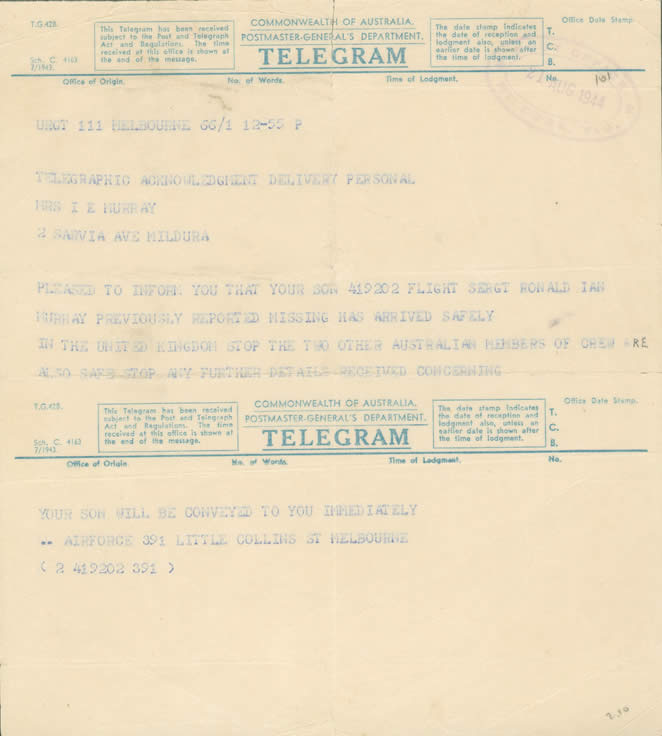 T.G.42B.
Sch. C. 4163
7/1943.
This Telegram has been received
subject to the Post and Telegraph
Act and Regulations. The time
received at this office is shown at
the end of the message.
COMMONWEALTH OF AUSTRALIA.
POSTMASTER-GENERAL'S DEPARTMENT.
TELEGRAM
The date stamp indicates
the date of reception and
lodgment also, unless an
earlier date is shown after
the time of lodgment.
Office Date Stamp
T.
C.
B.
Office of Origin. No. of Words. Time of Lodgment. No. 101
21 AUG 1944
URGT 111 MELBOURNE 66/1 12-55 P
TELEGRAPHIC ACKNOWLEDGMENT DELIVERY PERSONAL
MRS I E MURRAY
2 SARVIA AVE MILDURA
PLEASED TO INFORM YOU THAT YOUR SON 419202 FLIGHT SERGT RONALD IAN
MURRAY PREVIOUSLY REPORTED MISSING HAS ARRIVED SAFELY
IN THE UNITED KINGDOM STOP THE TWO OTHER AUSTRALIAN MEMBERS OF CREW ARE
ALSO SAFE STOP ANY FURTHER DETAILS RECEIVED CONCERNING
T.G.42B.
Sch. C. 4163
7/1943.
This Telegram has been received
subject to the Post and Telegraph
Act and Regulations. The time
received at this office is shown at
the end of the message.
COMMONWEALTH OF AUSTRALIA.
POSTMASTER-GENERAL'S DEPARTMENT.
TELEGRAM
The date stamp indicates
the date of reception and
lodgment also, unless an
earlier date is shown after
the time of lodgment.
Office Date Stamp.
T.
C.
B.
Office of Origin. No. of Words. Time of Lodgment. No.
YOUR SON WILL BE CONVEYED TO YOU IMMEDIATELY
.. AIRFORCE 391 LITTLE COLLINS ST MELBOURNE
( 2 419202 391 )
2.30